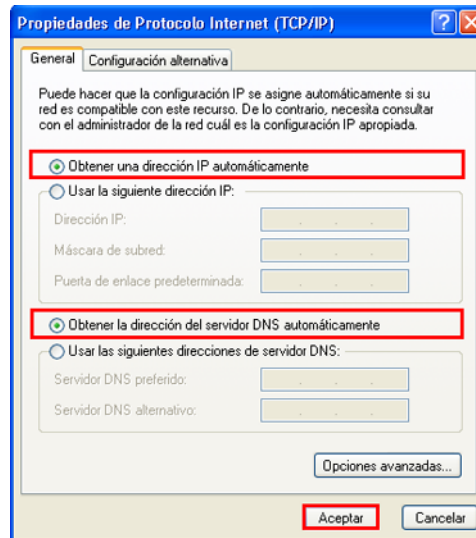 Propiedades de Protocolo Internet (TCP/IP)
General
Configuración alternativa
Puede hacer que la configuración IP se asigne automáticamente si su
red es compatible con este recurso. De lo contrario, necesita consultar
con el administrador de la red cuál es la configuración IP apropiada.
Obtener una dirección IP automáticamente
Usar la siguiente dirección IP:
Dirección IP:
Máscara de subred:
Puerta de enlace predeterminada:
Obtener la dirección del servidor DNS automáticamente
Usar las siguientes direcciones de servidor DNS:
Servidor DNS preferido:
Servidor DNS alternativo:
Opciones avanzadas...
Aceptar
Cancelar